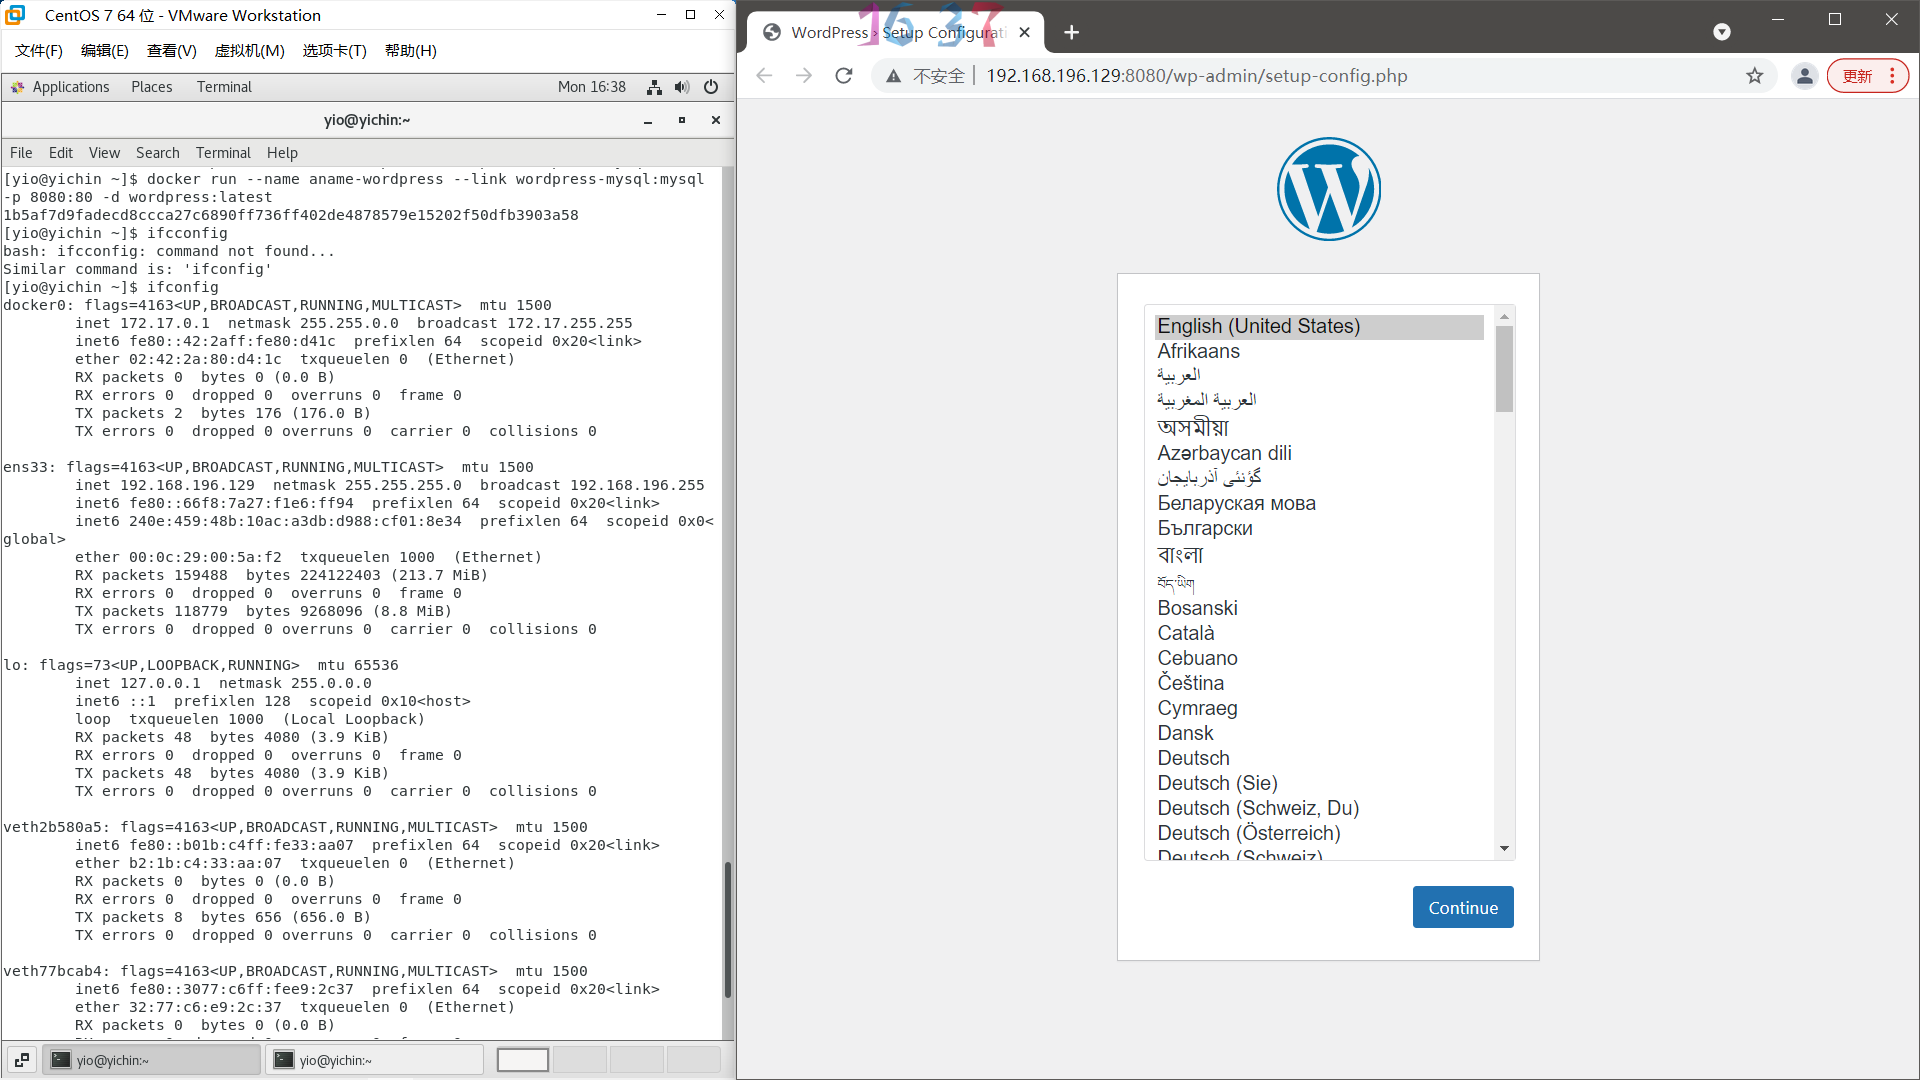 CentOS 7 64 位 - VMware Workstation
文件(F) 编辑(E) 查看(V) 虚拟机(M) 选项卡(T) 帮助(H)
Applications Places Terminal Mon 16:38
yio@yichin:~
File Edit View Search Terminal Help
[yio@yichin ~]$ docker run --name aname-wordpress --link wordpress-mysql:mysql
-p 8080:80 -d wordpress:latest
1b5af7d9fadecd8ccca27c6890ff736ff402de4878579e15202f50dfb3903a58
[yio@yichin ~]$ ifcconfig
bash: ifcconfig: command not found...
Similar command is: 'ifconfig'
[yio@yichin ~]$ ifconfig
docker0: flags=4163<UP,BROADCAST,RUNNING,MULTICAST>  mtu 1500
        inet 172.17.0.1  netmask 255.255.0.0  broadcast 172.17.255.255
        inet6 fe80::42:2aff:fe80:d41c  prefixlen 64  scopeid 0x20<link>
        ether 02:42:2a:80:d4:1c  txqueuelen 0  (Ethernet)
        RX packets 0  bytes 0 (0.0 B)
        RX errors 0  dropped 0  overruns 0  frame 0
        TX packets 2  bytes 176 (176.0 B)
        TX errors 0  dropped 0 overruns 0  carrier 0  collisions 0
ens33: flags=4163<UP,BROADCAST,RUNNING,MULTICAST>  mtu 1500
        inet 192.168.196.129  netmask 255.255.255.0  broadcast 192.168.196.255
        inet6 fe80::66f8:7a27:f1e6:ff94  prefixlen 64  scopeid 0x20<link>
        inet6 240e:459:48b:10ac:a3db:d988:cf01:8e34  prefixlen 64  scopeid 0x0<
global>
        ether 00:0c:29:00:5a:f2  txqueuelen 1000  (Ethernet)
        RX packets 159488  bytes 224122403 (213.7 MiB)
        RX errors 0  dropped 0  overruns 0  frame 0
        TX packets 118779  bytes 9268096 (8.8 MiB)
        TX errors 0  dropped 0 overruns 0  carrier 0  collisions 0
lo: flags=73<UP,LOOPBACK,RUNNING>  mtu 65536
        inet 127.0.0.1  netmask 255.0.0.0
        inet6 ::1  prefixlen 128  scopeid 0x10<host>
        loop  txqueuelen 1000  (Local Loopback)
        RX packets 48  bytes 4080 (3.9 KiB)
        RX errors 0  dropped 0  overruns 0  frame 0
        TX packets 48  bytes 4080 (3.9 KiB)
        TX errors 0  dropped 0 overruns 0  carrier 0  collisions 0
veth2b580a5: flags=4163<UP,BROADCAST,RUNNING,MULTICAST>  mtu 1500
        inet6 fe80::b01b:c4ff:fe33:aa07  prefixlen 64  scopeid 0x20<link>
        ether b2:1b:c4:33:aa:07  txqueuelen 0  (Ethernet)
        RX packets 0  bytes 0 (0.0 B)
        RX errors 0  dropped 0  overruns 0  frame 0
        TX packets 8  bytes 656 (656.0 B)
        TX errors 0  dropped 0 overruns 0  carrier 0  collisions 0
veth77bcab4: flags=4163<UP,BROADCAST,RUNNING,MULTICAST>  mtu 1500
        inet6 fe80::3077:c6ff:fee9:2c37  prefixlen 64  scopeid 0x20<link>
        ether 32:77:c6:e9:2c:37  txqueuelen 0  (Ethernet)
        RX packets 0  bytes 0 (0.0 B)
yio@yichin:~ yio@yichin:~
16 37
WordPress › Setup Configurati
不安全 192.168.196.129:8080/wp-admin/setup-config.php 更新
English (United States)
Afrikaans
العربية
العربية المغربية
অসমীয়া
Azərbaycan dili
گؤنئی آذربایجان
Беларуская мова
Български
বাংলা
བོད་ཡིག
Bosanski
Català
Cebuano
Čeština
Cymraeg
Dansk
Deutsch
Deutsch (Sie)
Deutsch (Schweiz, Du)
Deutsch (Österreich)
Deutsch (Schweiz)
Continue